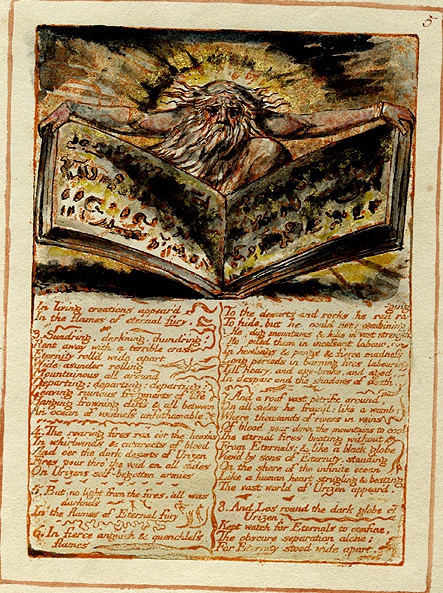 5
In living creations appear'd
In the flames of eternal fury.
3. Sund'ring, dark'ning, thund'ring!
Rent away with a terrible crash
Eternity roll'd wide apart
Wide asunder rolling
Mountainous all around
Departing; departing; departing:
Leaving ruinous fragments of life
Hanging frowning cliffs & all between
An ocean of voidness unfathomable.
4. The roaring fires ran o'er the heav'ns
In whirlwinds & cataracts of blood
And o'er the dark desarts of Urizen
Fires pour thro' the void on all sides
On Urizens self-begotten armies.
5. But no light from the fires. all was
darkness
In the flames of Eternal fury
6. In fierce anguish & quenchless
flames
-ging
To the desarts and rocks he ran ra-
To hide, but he could not: combining
He dug mountains & hills in vast strength,
He piled them in incessant labour,
In howlings & pangs & fierce madness
Long periods in burning fires labouring
Till hoary, and age-broke, and aged,
In despair and the shadows of death.
7. And a roof, vast petrific around,
On all sides he fram'd: like a womb;
Where thousands of rivers in veins
Of blood pour down the mountains to cool
The eternal fires beating without
From Eternals; & like a black globe
View'd by sons of Eternity, standing
On the shore of the infinite ocean
Like a human heart strugling & beating
The vast world of Urizen appear'd.
8. And Los round the dark globe of
Urizen,
Kept watch for Eternals to confine,
The obscure separation alone;
For Eternity stood wide apart,